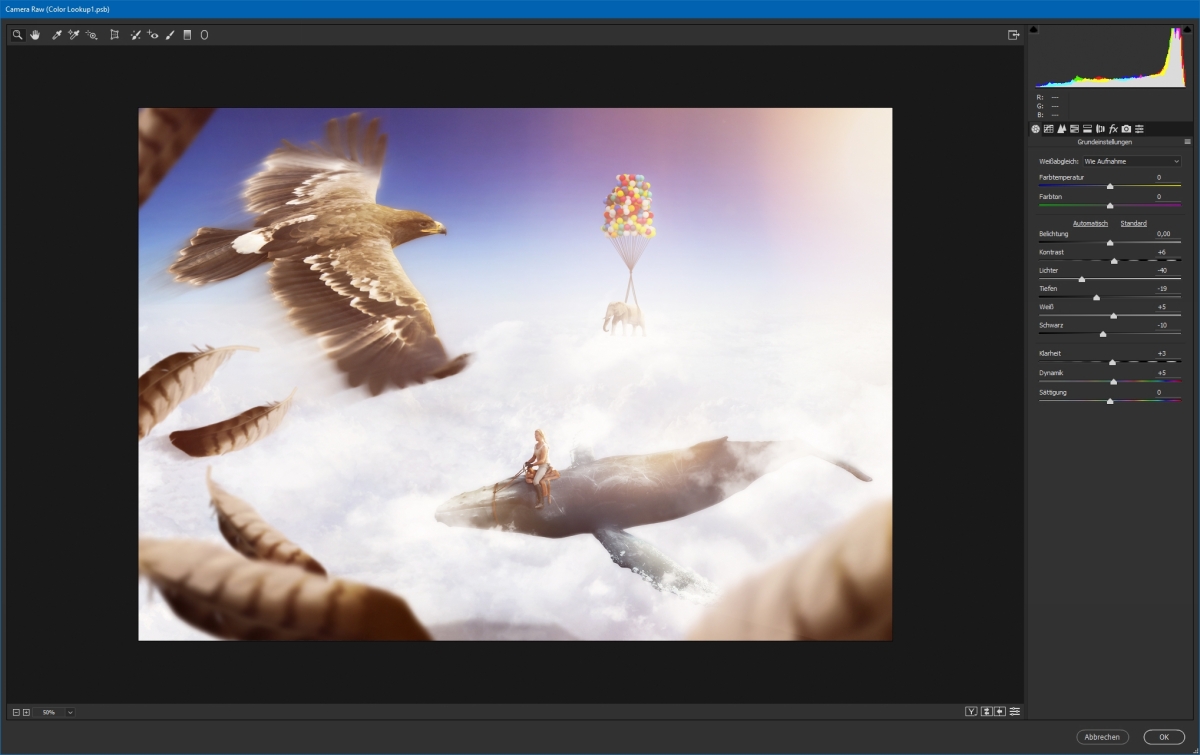 Camera Raw (Color Lookup1.psb)
R: ---
G: ---
B: ---
fx
Grundeinstellungen
Weißabgleich: Wie Aufnahme
Farbtemperatur 0
Farbton 0
Automatisch Standard
Belichtung 0,00
Kontrast +6
Lichter -40
Tiefen -19
Weiß +5
Schwarz -10
Klarheit +3
Dynamik +5
Sättigung 0
50%
Y
Abbrechen OK